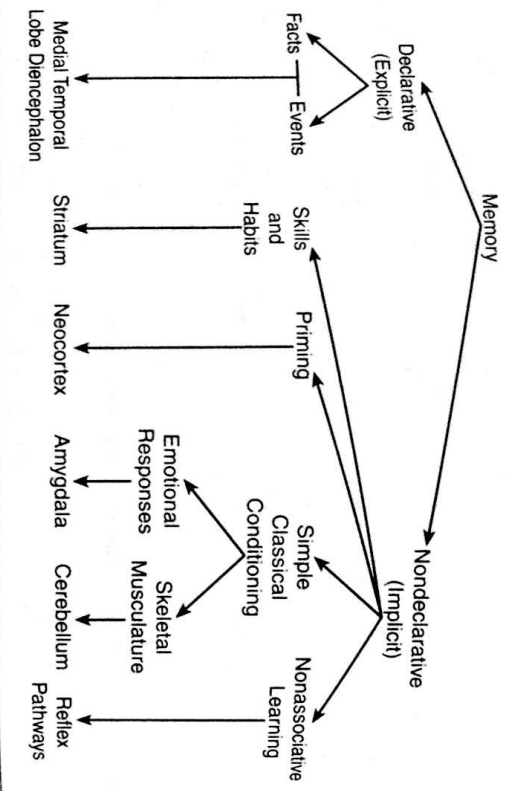 Memory
Declarative
(Explicit)
Nondeclarative
(Implicit)
Facts
Events
Skills
and
Habits
Priming
Simple
Classical
Conditioning
Nonassociative
Learning
Emotional
Responses
Skeletal
Musculature
Medial Temporal
Lobe Diencephalon
Striatum
Neocortex
Amygdala
Cerebellum
Reflex
Pathways